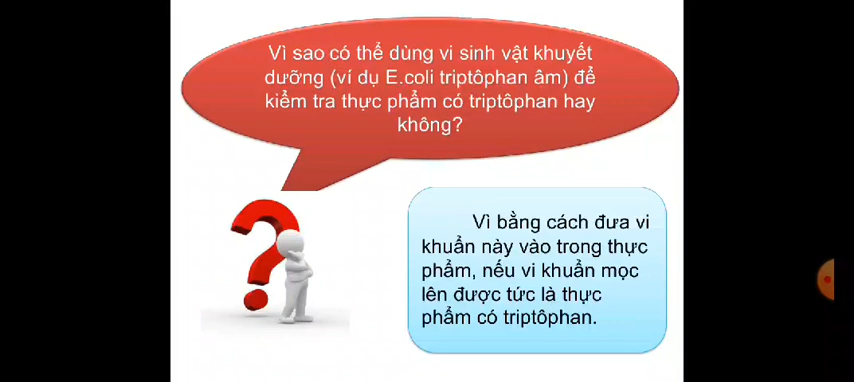 Vì sao có thể dùng vi sinh vật khuyết
dưỡng (ví dụ E.coli triptôphan âm) để
kiểm tra thực phẩm có triptôphan hay
không?
Vì bằng cách đưa vi
khuẩn này vào trong thực
phẩm, nếu vi khuẩn mọc
lên được tức là thực
phẩm có triptôphan.